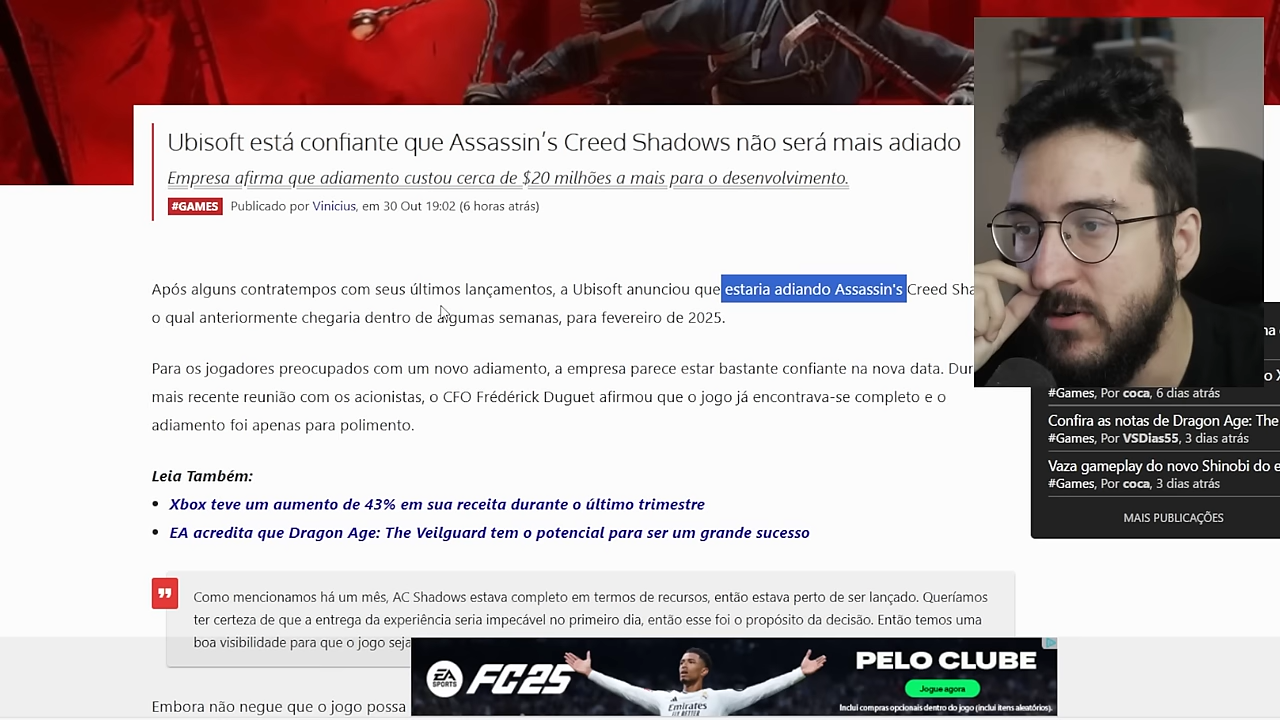 Ubisoft está confiante que Assassin's Creed Shadows não será mais adiado
Empresa afirma que adiamento custou cerca de $20 milhões a mais para o desenvolvimento.
#GAMES Publicado por Vinicius, em 30 Out 19:02 (6 horas atrás)
Após alguns contratempos com seus últimos lançamentos, a Ubisoft anunciou que estaria adiando Assassin's Creed Sha
o qual anteriormente chegaria dentro de algumas semanas, para fevereiro de 2025.
Para os jogadores preocupados com um novo adiamento, a empresa parece estar bastante confiante na nova data. Dur
mais recente reunião com os acionistas, o CFO Frédérick Duguet afirmou que o jogo já encontrava-se completo e o
adiamento foi apenas para polimento.
Leia Também:
• Xbox teve um aumento de 43% em sua receita durante o último trimestre
• EA acredita que Dragon Age: The Veilguard tem o potencial para ser um grande sucesso
Como mencionamos há um mês, AC Shadows estava completo em termos de recursos, então estava perto de ser lançado. Queríamos
ter certeza de que a entrega da experiência seria impecável no primeiro dia, então esse foi o propósito da decisão. Então temos uma
boa visibilidade para que o jogo seja
Embora não negue que o jogo possa
#Games, Por coca, 6 dias atrás
Confira as notas de Dragon Age: The
#Games, Por VSDias55, 3 dias atrás
Vaza gameplay do novo Shinobi do e
#Games, Por coca, 3 dias atrás
MAIS PUBLICAÇÕES
EA SPORTS FC25
Emirates
PELO CLUBE
Jogue agora
Inclui compras opcionais dentro do jogo (inclui itens aleatórios).